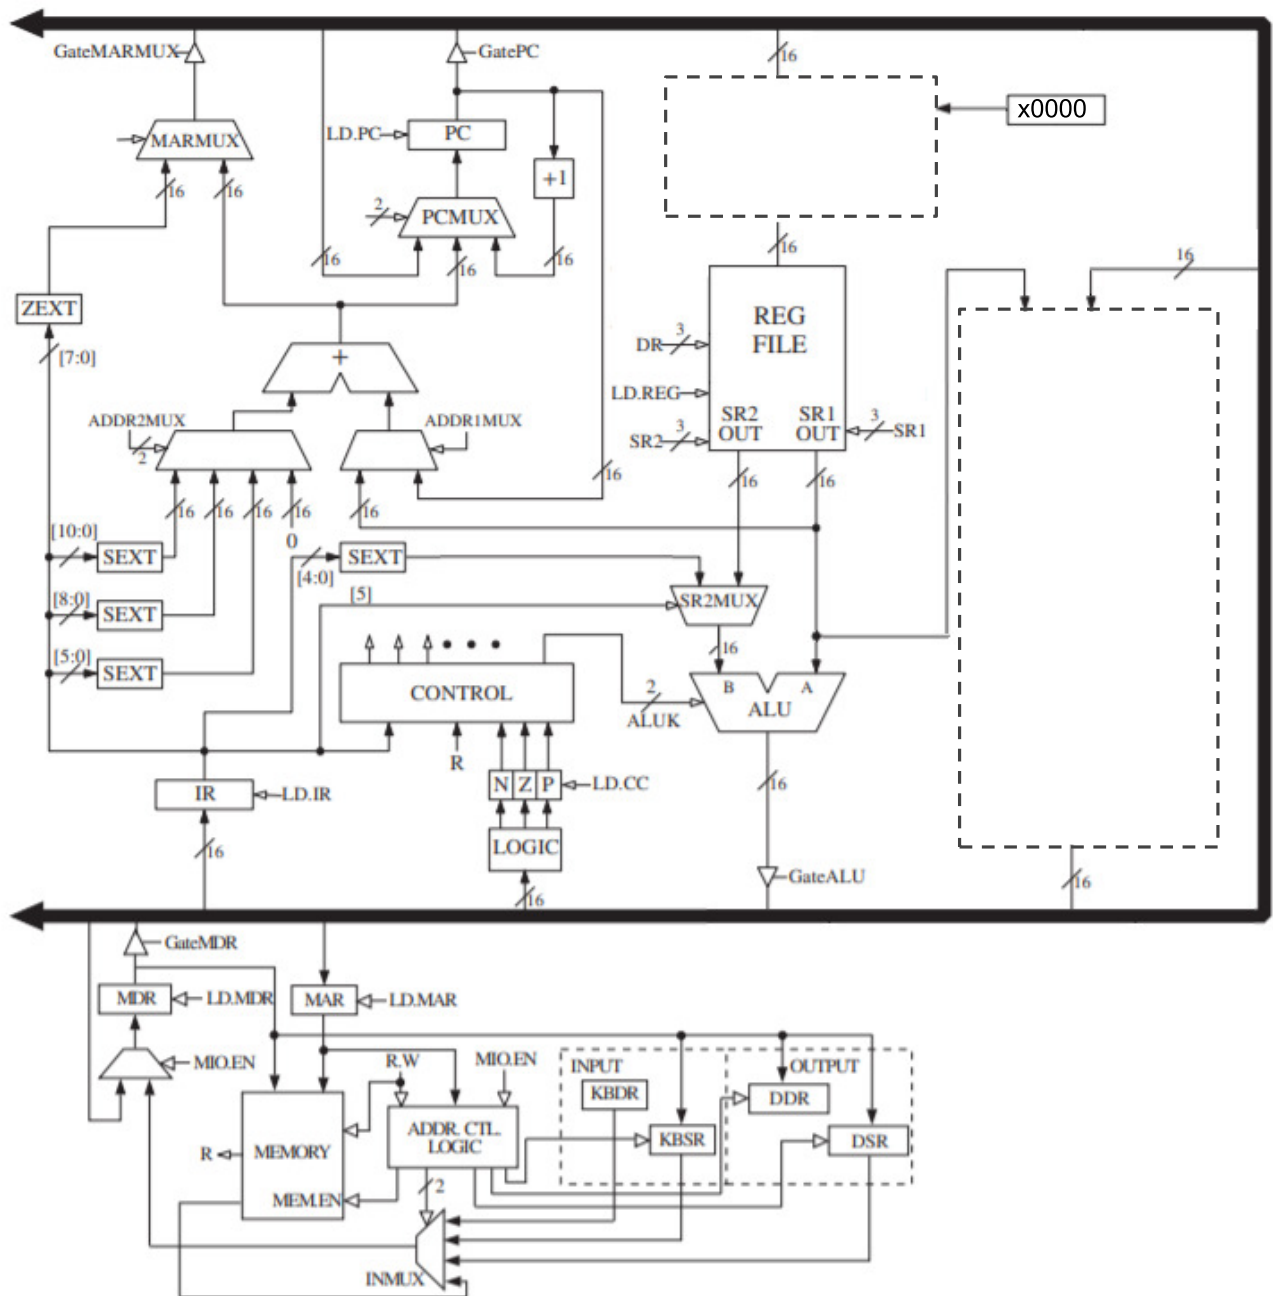 GateMARMUX
GatePC
16
MARMUX
LD.PC
PC
x0000
+1
16
16
2
PCMUX
16
16
16
16
16
ZEXT
[7:0]
REG
FILE
DR
3
LD.REG
+
SR2
OUT
SR1
OUT
SR2
3
3
SR1
ADDR2MUX
2
ADDR1MUX
16
16
16
16
16
16
16
16
0
[10:0]
SEXT
[4:0]
SEXT
[8:0]
SEXT
[5]
SR2MUX
16
[5:0]
SEXT
CONTROL
2
ALUK
B
A
ALU
R
N
Z
P
LD.CC
16
IR
LD.IR
LOGIC
16
16
GateALU
16
GateMDR
MDR
LD.MDR
MAR
LD.MAR
MIO.EN
R.W
MIO.EN
INPUT
KBDR
OUTPUT
DDR
ADDR. CTL.
LOGIC
KBSR
DSR
R
MEMORY
MEM.EN
2
INMUX